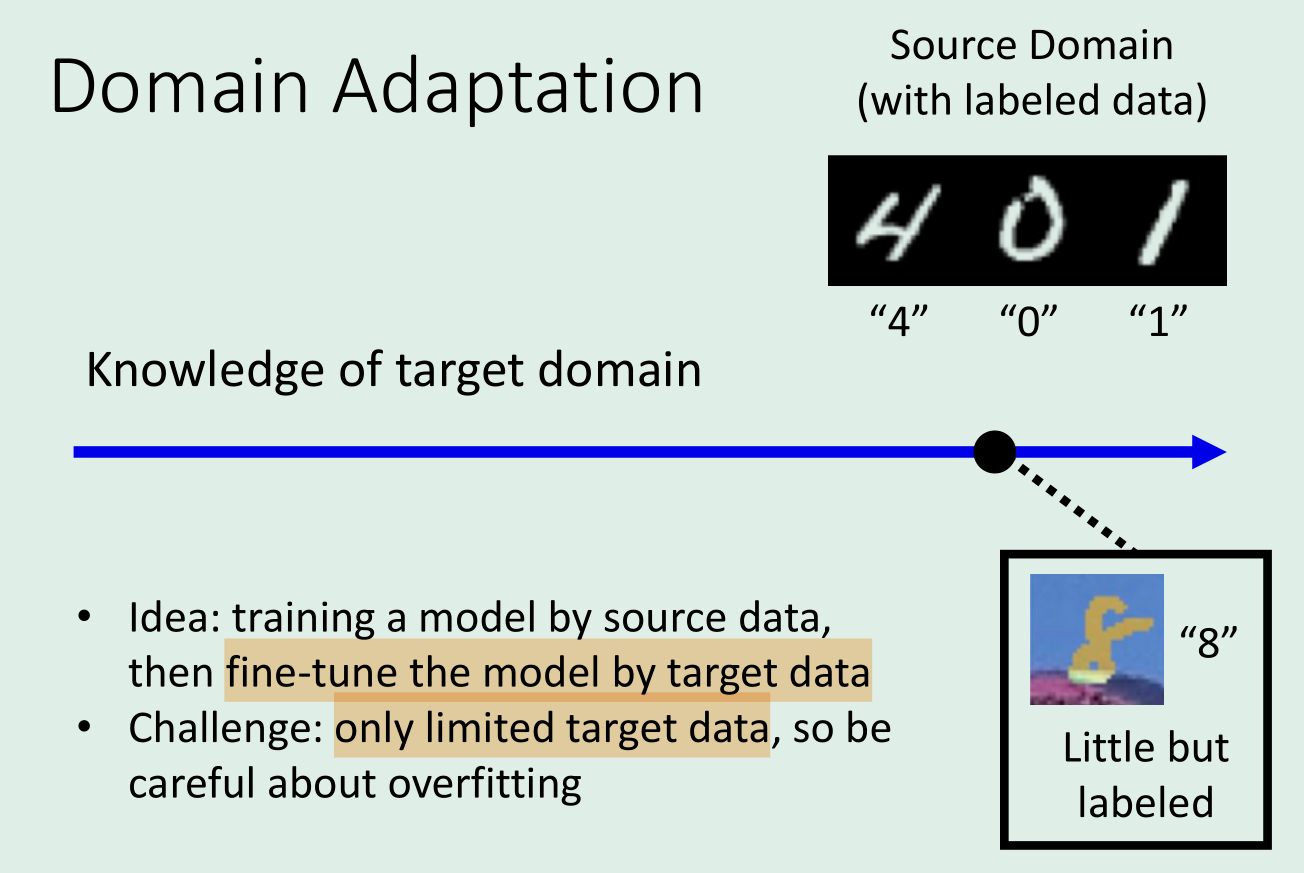 Domain Adaptation
Source Domain
(with labeled data)
4 0 1
“4” “0” “1”
Knowledge of target domain
• Idea: training a model by source data,
then fine-tune the model by target data
• Challenge: only limited target data, so be
careful about overfitting
8 “8”
Little but
labeled